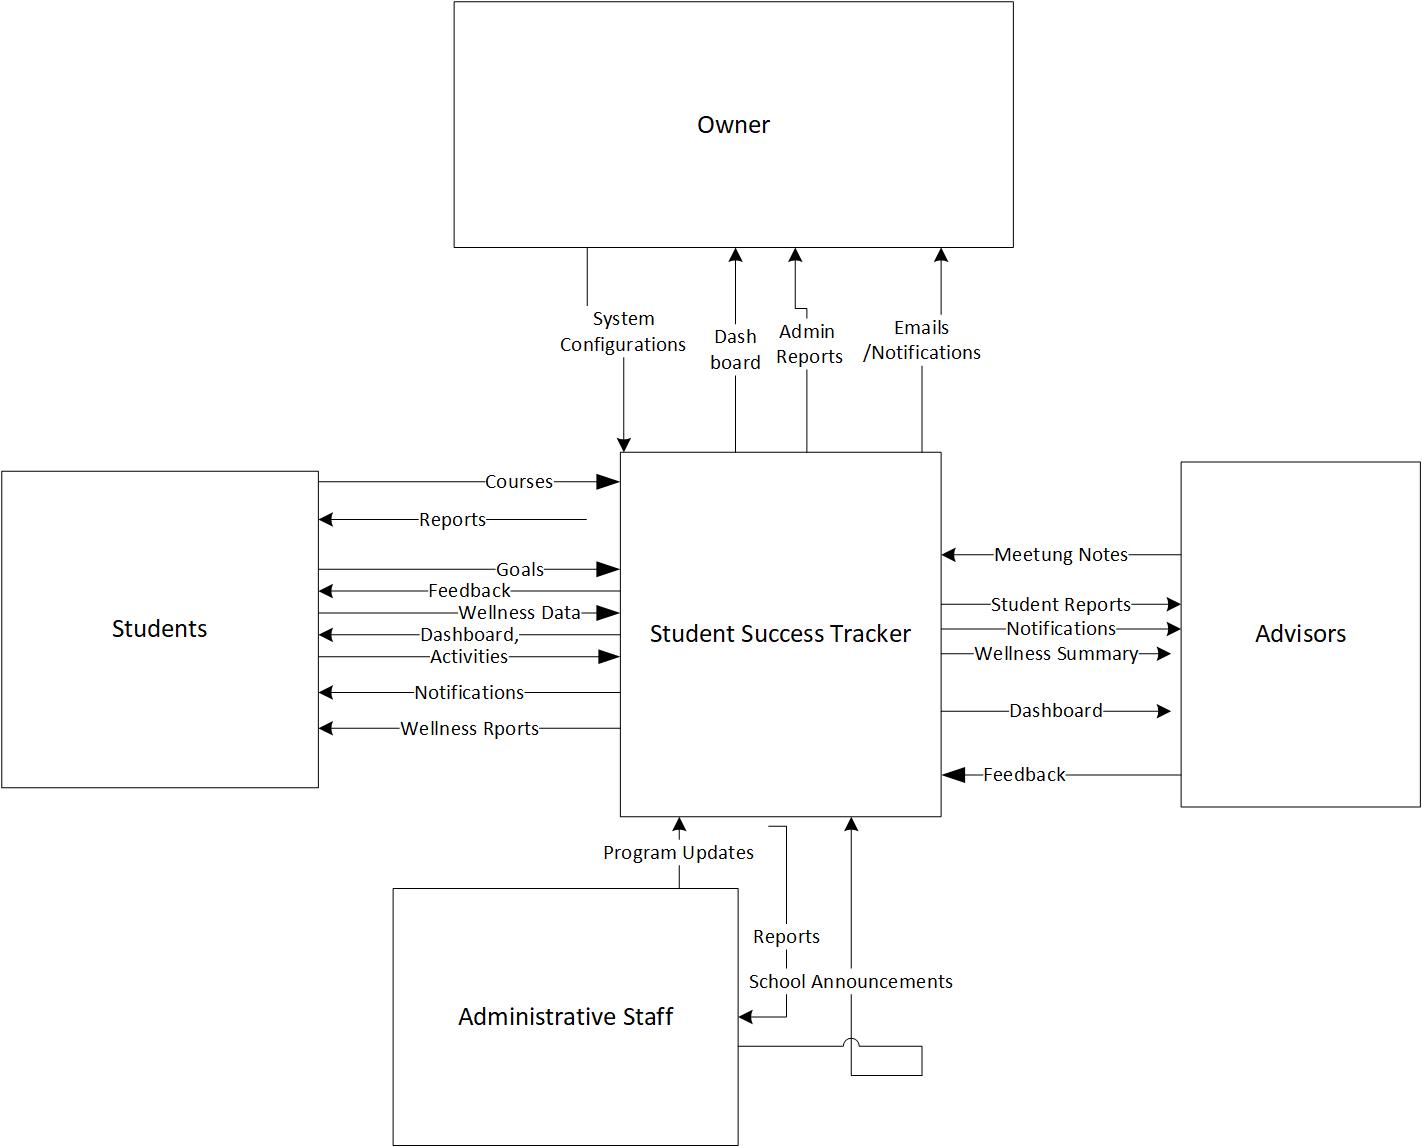 Owner
System
Configurations
Dash
board
Admin
Reports
Emails
/Notifications
Courses
Reports
Goals
Feedback
Wellness Data
Dashboard,
Activities
Notifications
Wellness Rports
Students
Student Success Tracker
Meetung Notes
Student Reports
Notifications
Wellness Summary
Dashboard
Feedback
Advisors
Program Updates
Reports
School Announcements
Administrative Staff